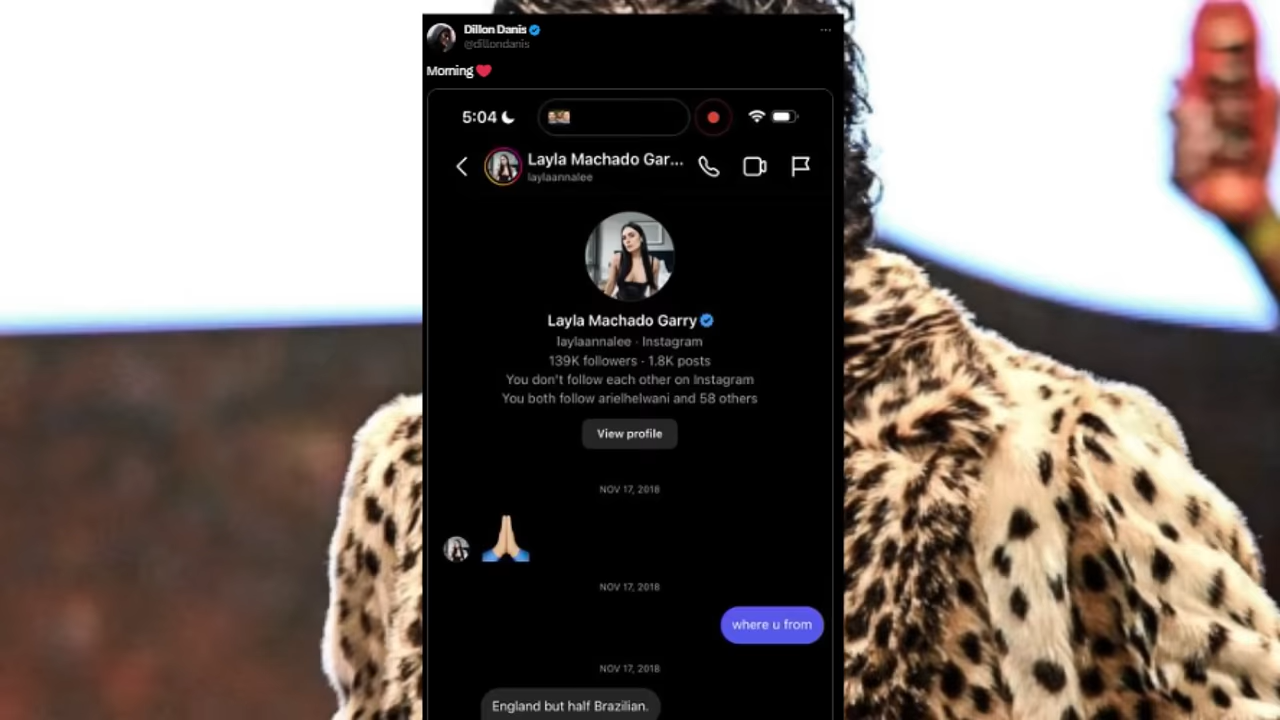 Dillon Danis
@dillondanis
Morning ❤️
5:04
Layla Machado Gar...
laylaannalee
Layla Machado Garry
laylaannalee · Instagram
139K followers · 1.8K posts
You don't follow each other on Instagram
You both follow arielhelwani and 58 others
View profile
NOV 17, 2018
🙏🏼
NOV 17, 2018
where u from
NOV 17, 2018
England but half Brazilian.